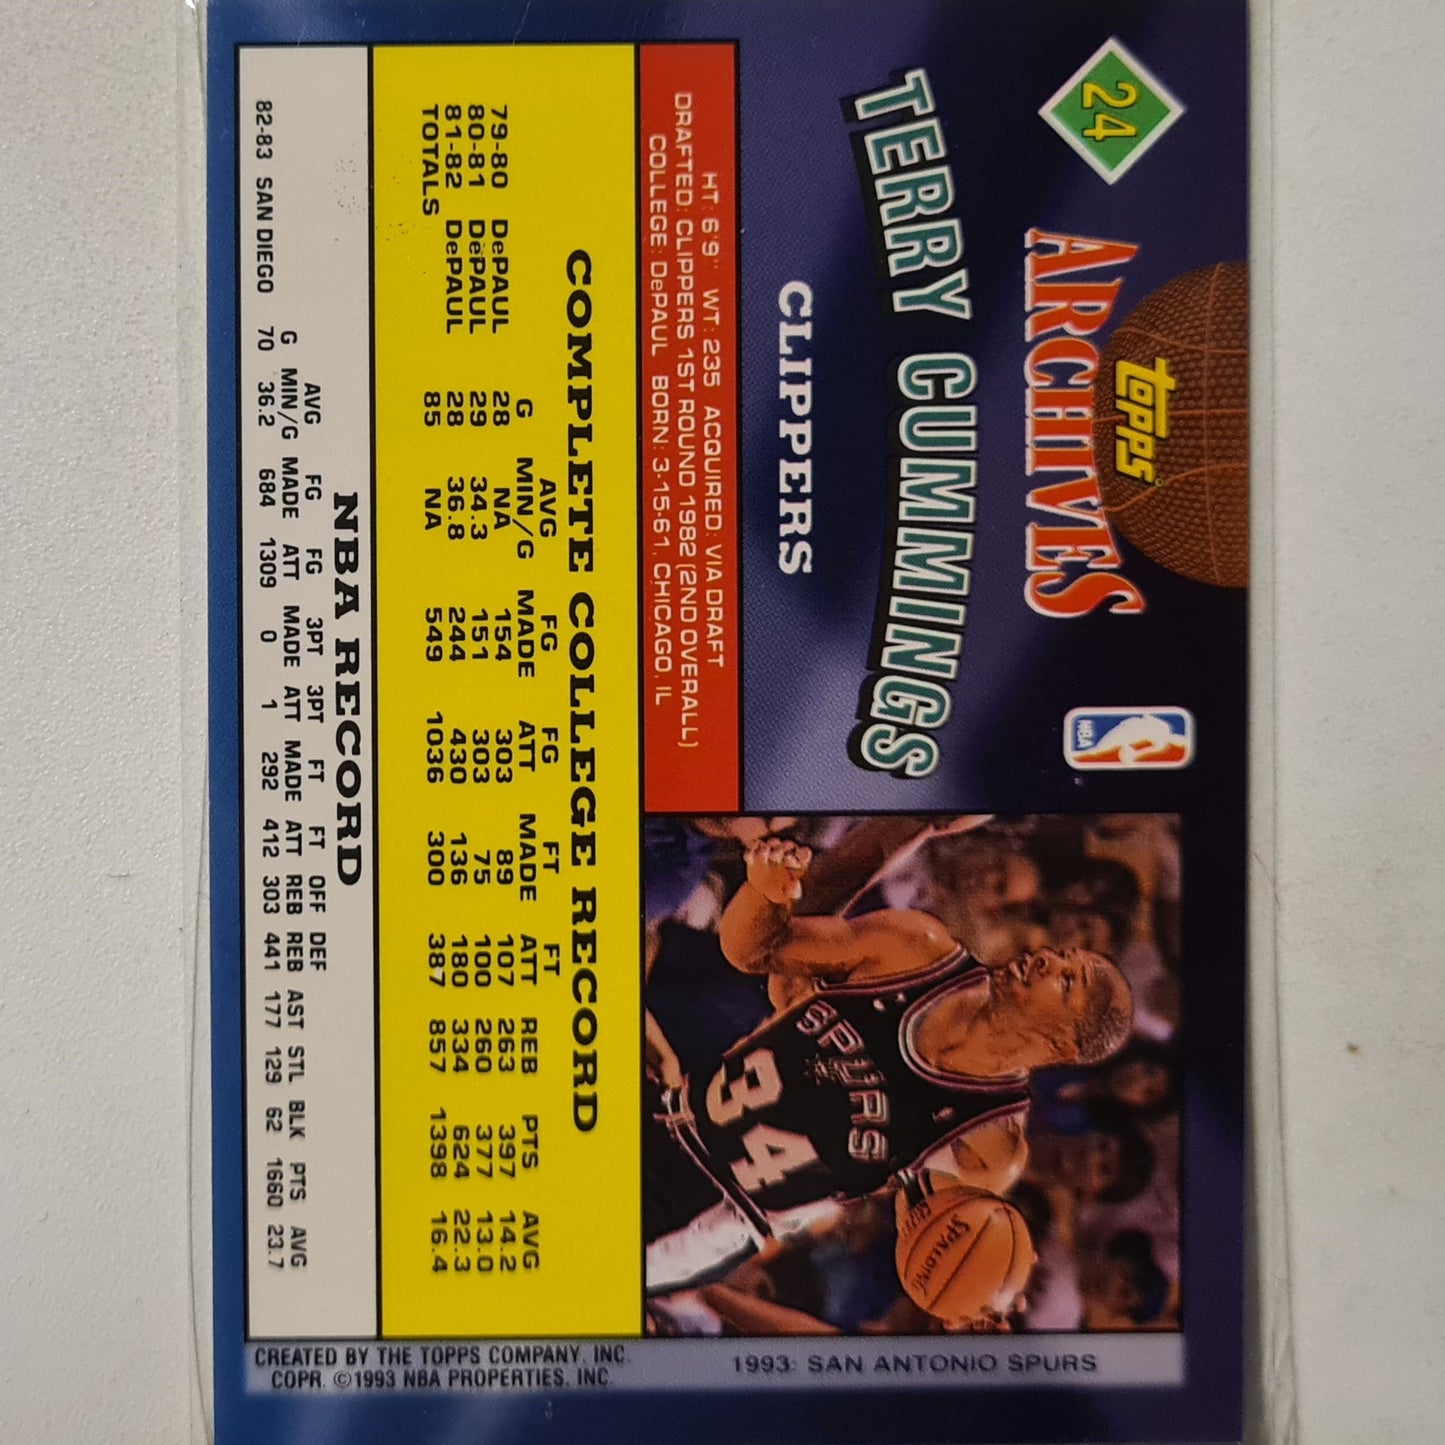 24
ARCHIVES
TOPPS
NBA
TERRY CUMMINGS
CLIPPERS
HT: 6'9" WT: 235 ACQUIRED: VIA DRAFT
DRAFTED: CLIPPERS 1ST ROUND 1982 (2ND OVERALL)
COLLEGE: DePAUL BORN: 3-15-61, CHICAGO, IL
SPURS
34
SPALDING
COMPLETE COLLEGE RECORD
AVG FG FG FT FT
G MIN/G MADE ATT MADE ATT REB PTS AVG
79-80 DePAUL 28 NA 154 303 89 107 263 397 14.2
80-81 DePAUL 29 34.3 151 303 75 100 260 377 13.0
81-82 DePAUL 28 36.8 244 430 136 180 334 624 22.3
TOTALS 85 NA 549 1036 300 387 857 1398 16.4
NBA RECORD
AVG FG FG 3PT 3PT FT FT OFF DEF
G MIN/G MADE ATT MADE ATT MADE ATT REB REB AST STL BLK PTS AVG
82-83 SAN DIEGO 70 36.2 684 1309 0 1 292 412 303 441 177 129 62 1660 23.7
1993: SAN ANTONIO SPURS
CREATED BY THE TOPPS COMPANY, INC.
COPR. ©1993 NBA PROPERTIES, INC.